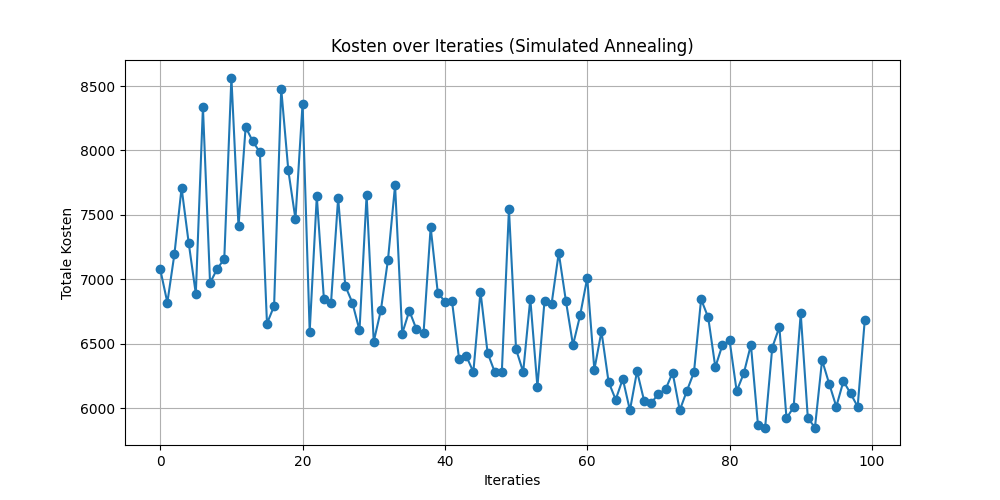 Kosten over Iteraties (Simulated Annealing)
Totale Kosten
8500
8000
7500
7000
6500
6000
0 20 40 60 80 100
Iteraties